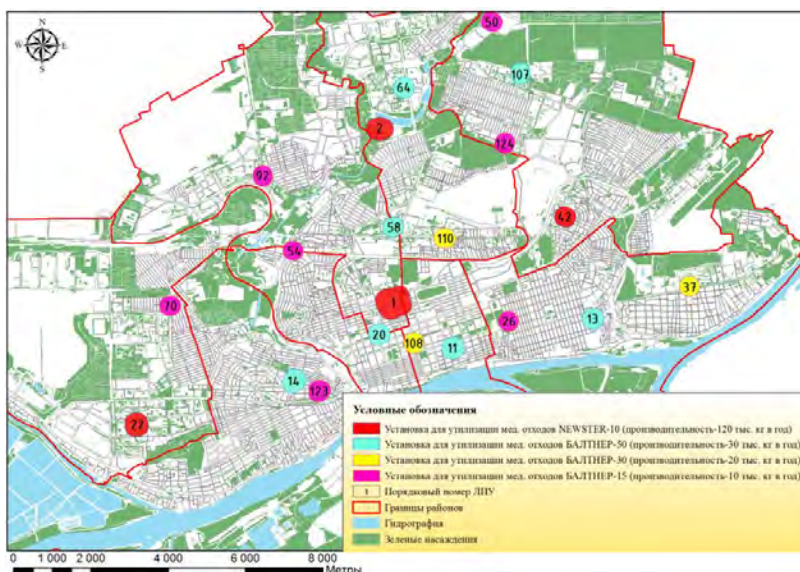 N
W E
S
50
64
107
2
124
92
42
58
110
54
37
70
1
26
13
20
108
11
14
123
22
Условные обозначения
Установка для утилизации мед. отходов NEWSTER-10 (производительность-120 тыс. кг в год)
Установка для утилизации мед. отходов БАЛТНЕР-50 (производительность-30 тыс. кг в год)
Установка для утилизации мед. отходов БАЛТНЕР-30 (производительность-20 тыс. кг в год)
Установка для утилизации мед. отходов БАЛТНЕР-15 (производительность-10 тыс. кг в год)
1 Порядковый номер ЛПУ
Границы районов
Гидрография
Зеленые насаждения
0 1 000 2 000 4 000 6 000 8 000
Метры